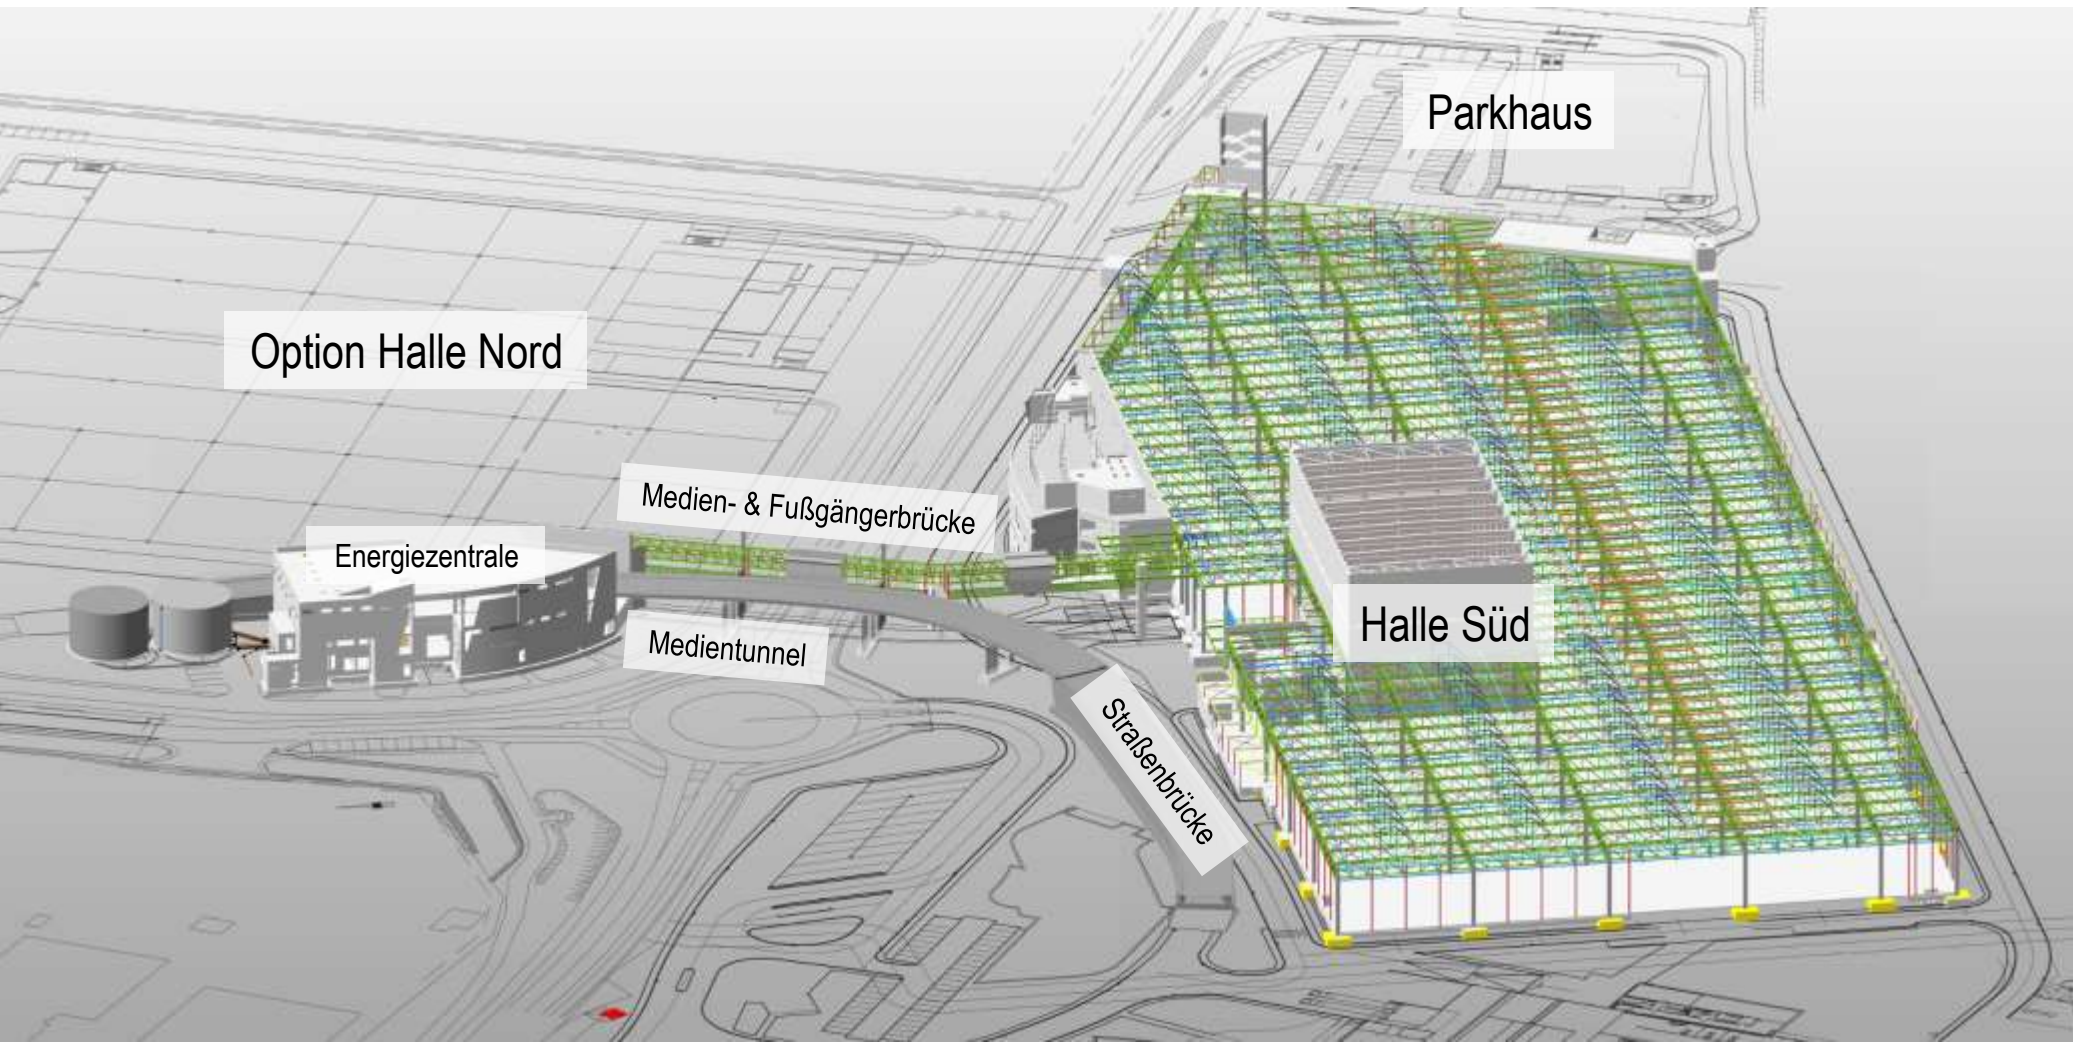 Parkhaus
Option Halle Nord
Medien- & Fußgängerbrücke
Energiezentrale
Halle Süd
Medientunnel
Straßenbrücke